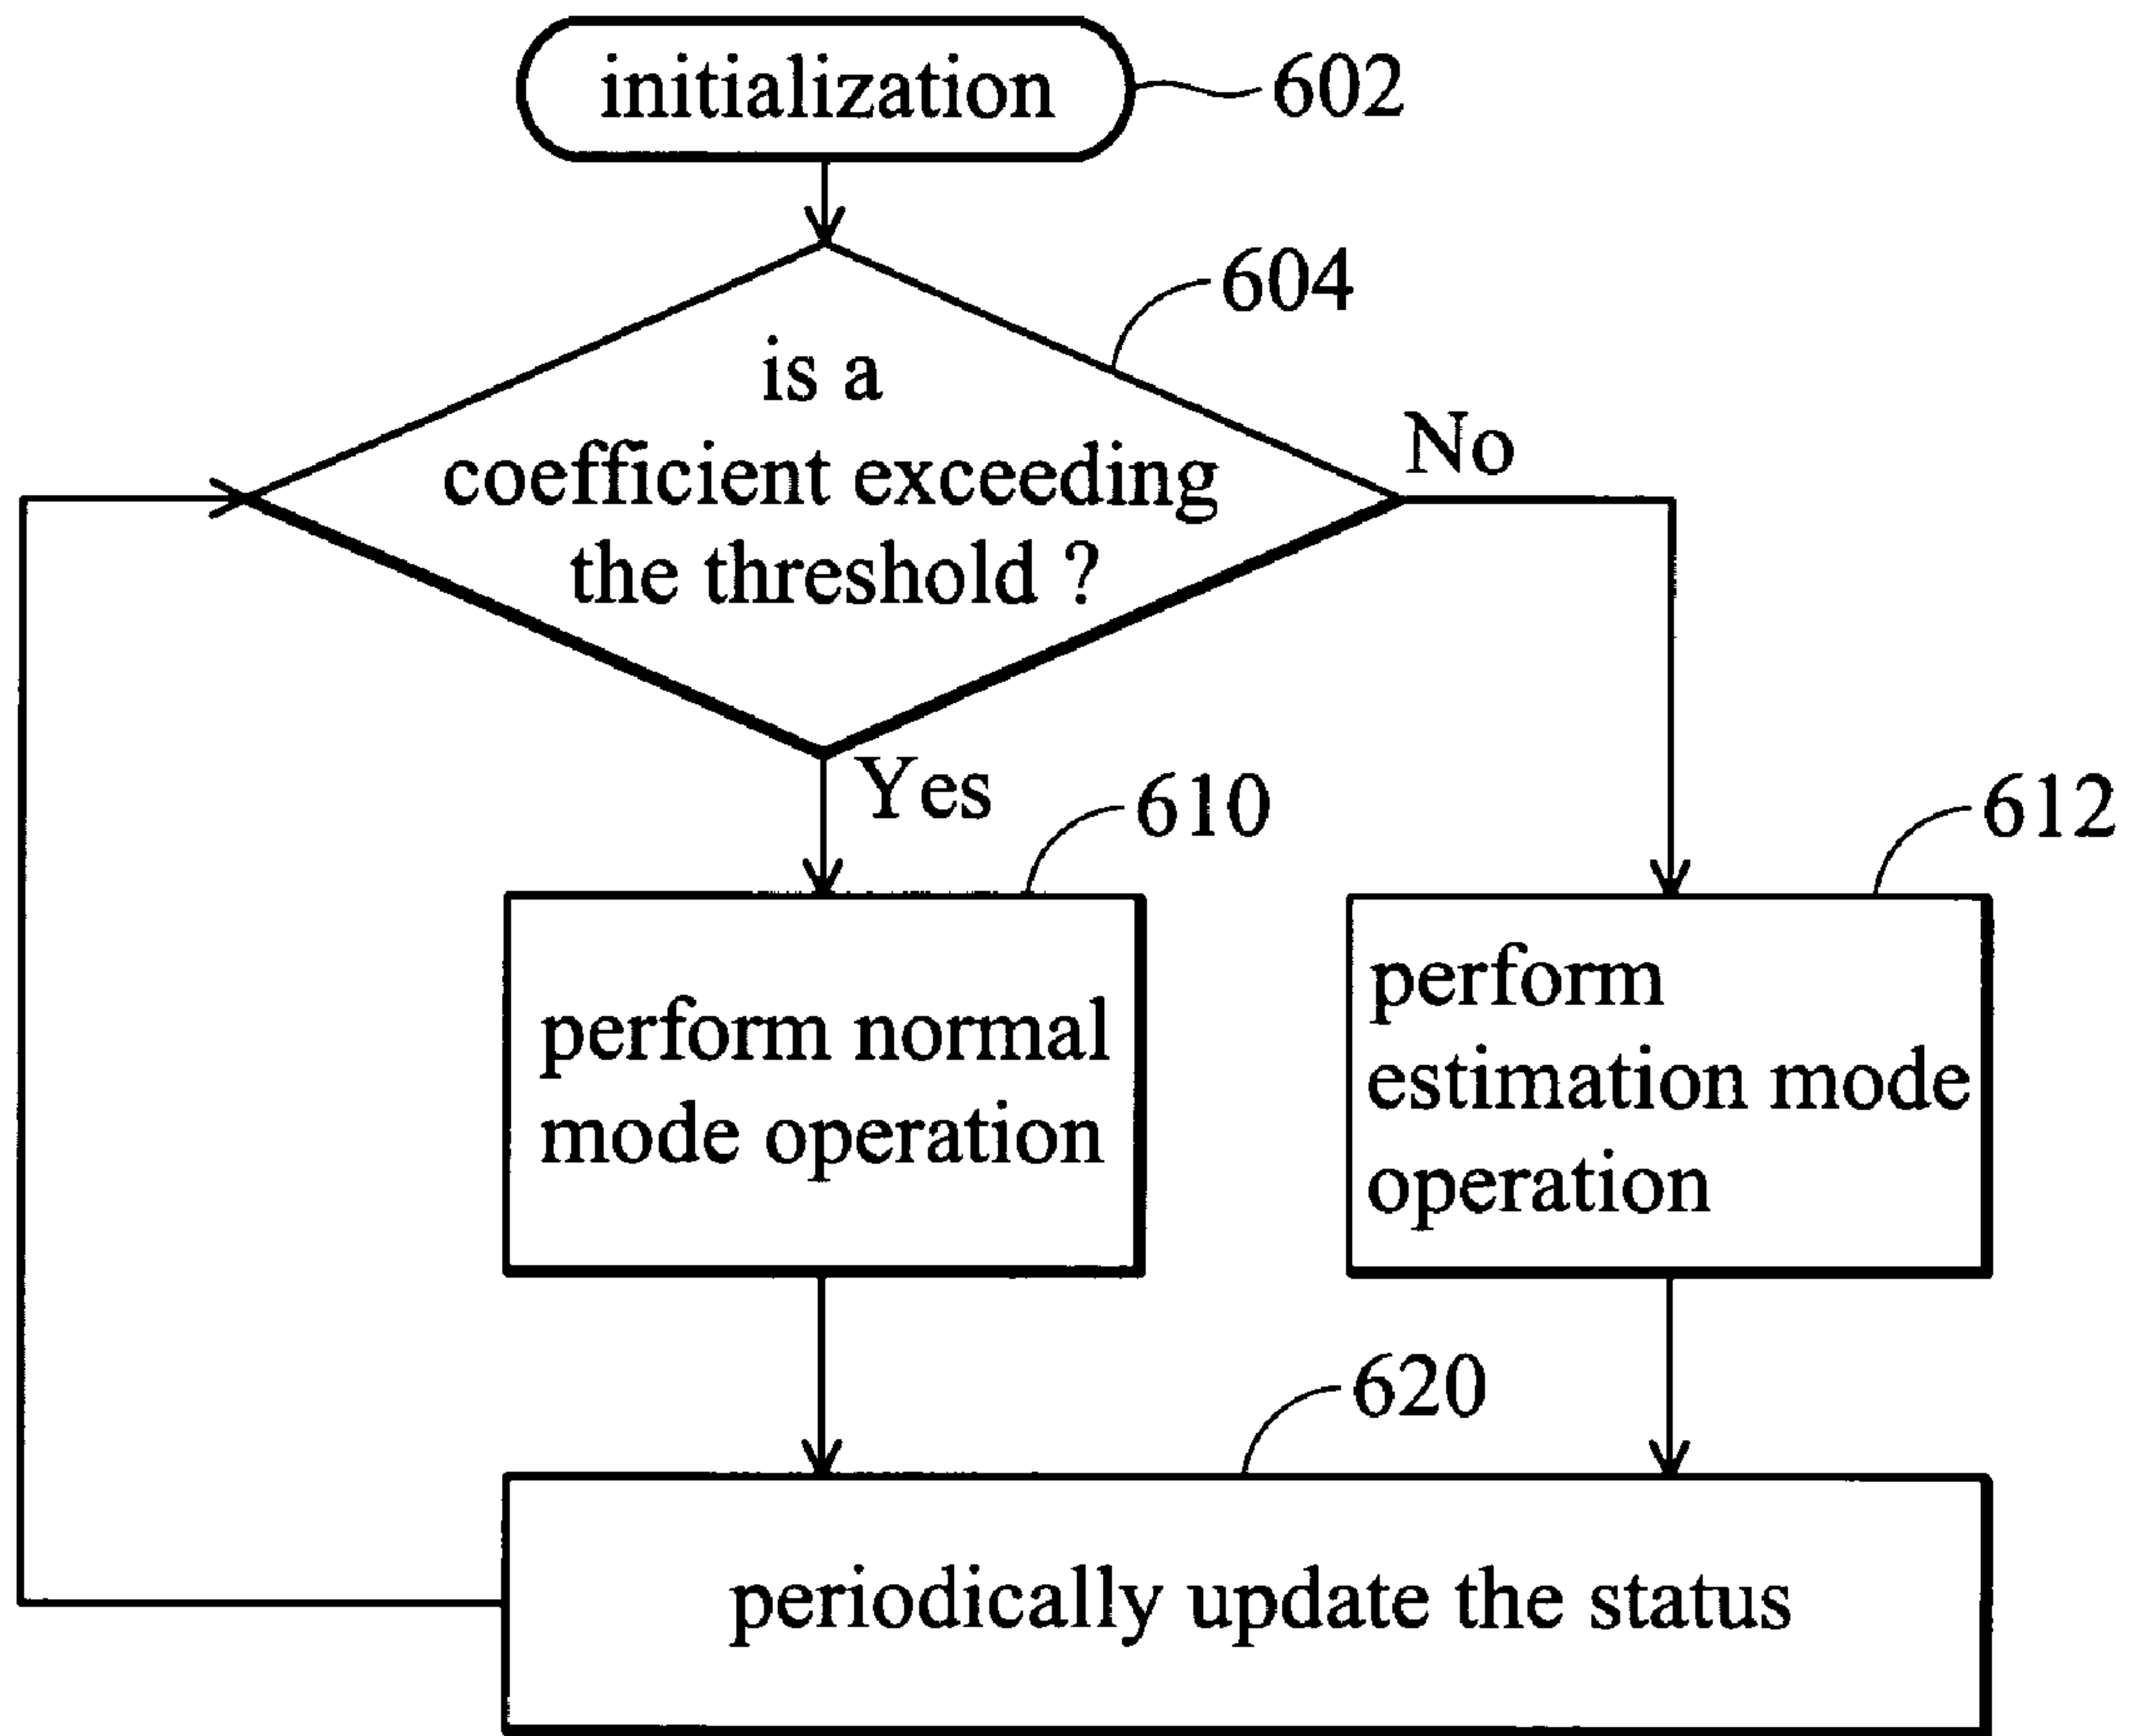 initialization
602
604
is a
coefficient exceeding
the threshold ?
No
Yes
610
612
perform normal
mode operation
perform
estimation mode
operation
620
periodically update the status